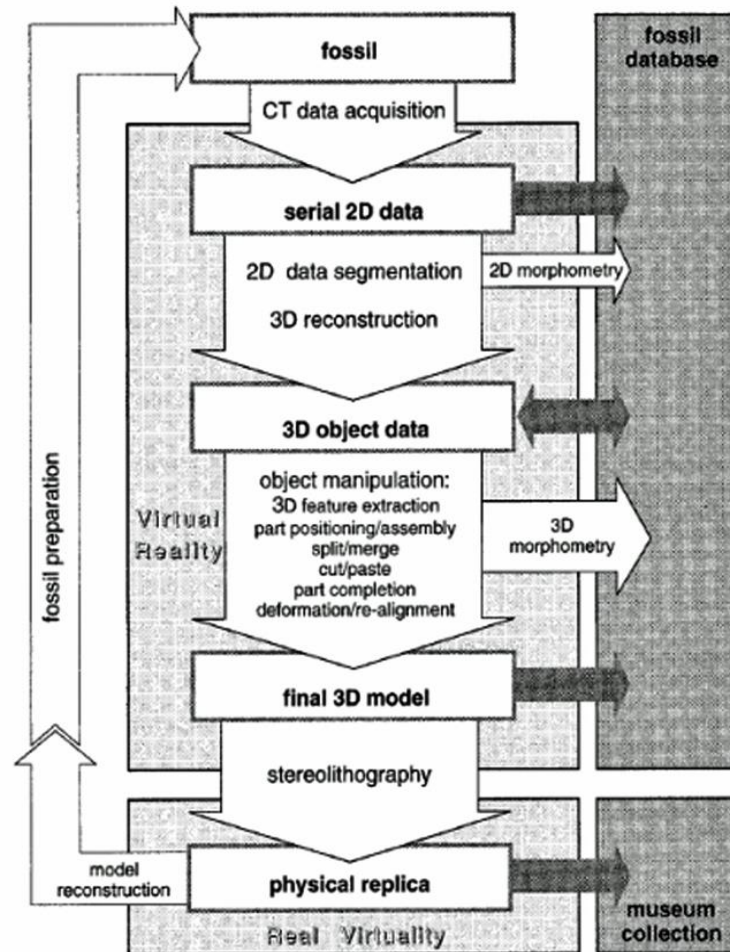 fossil
fossil
database
CT data acquisition
serial 2D data
2D data segmentation
2D morphometry
3D reconstruction
3D object data
object manipulation:
3D feature extraction
part positioning/assembly
split/merge
cut/paste
part completion
deformation/re-alignment
Virtual
Reality
3D
morphometry
fossil preparation
final 3D model
stereolithography
model
reconstruction
physical replica
museum
collection
Real Virtuality